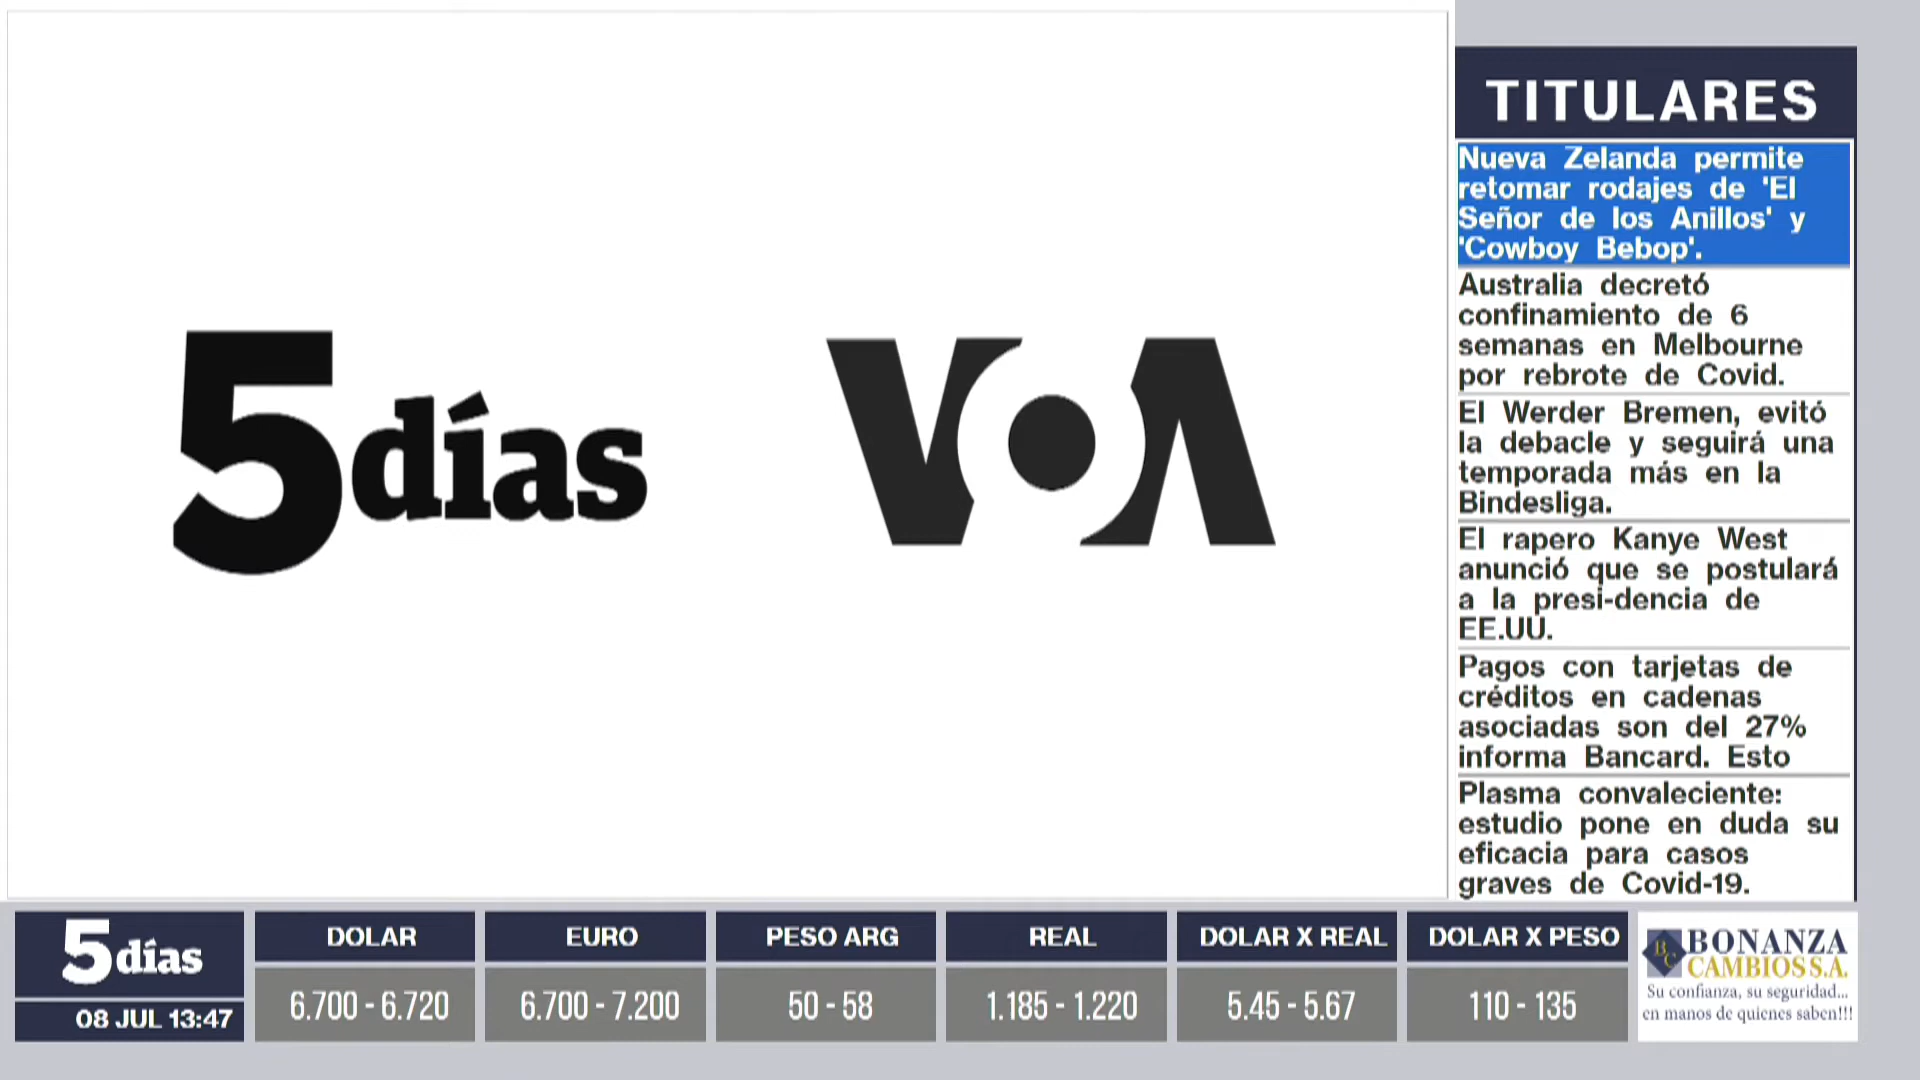 5días
VOA
TITULARES
Nueva Zelanda permite
retomar rodajes de 'El
Señor de los Anillos' y
'Cowboy Bebop'.
Australia decretó
confinamiento de 6
semanas en Melbourne
por rebrote de Covid.
El Werder Bremen, evitó
la debacle y seguirá una
temporada más en la
Bindesliga.
El rapero Kanye West
anunció que se postulará
a la presi-dencia de
EE.UU.
Pagos con tarjetas de
créditos en cadenas
asociadas son del 27%
informa Bancard. Esto
Plasma convaleciente:
estudio pone en duda su
eficacia para casos
graves de Covid-19.
5días
08 JUL 13:47
DOLAR
6.700 - 6.720
EURO
6.700 - 7.200
PESO ARG
50 - 58
REAL
1.185 - 1.220
DOLAR X REAL
5.45 - 5.67
DOLAR X PESO
110 - 135
BC
BONANZA
CAMBIOS S.A.
Su confianza, su seguridad...
en manos de quienes saben!!!